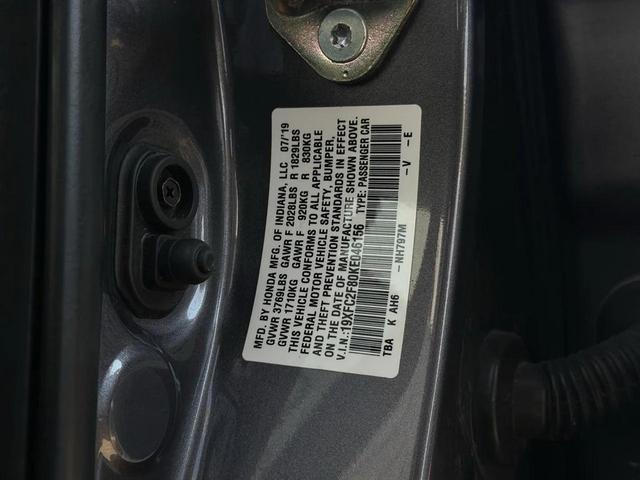 MFD. BY HONDA MFG. OF INDIANA, LLC 07/'19
GVWR 3769LBS GAWR F 2028LBS R 1829LBS
GVWR 1710KG GAWR F 920KG R 830KG
THIS VEHICLE CONFORMS TO ALL APPLICABLE
FEDERAL MOTOR VEHICLE SAFETY, BUMPER,
AND THEFT PREVENTION STANDARDS IN EFFECT
ON THE DATE OF MANUFACTURE SHOWN ABOVE.
V.I.N.:19XFC2F80KE046156 TYPE: PASSENGER CAR
TBA K AH6 -NH797M -V -E